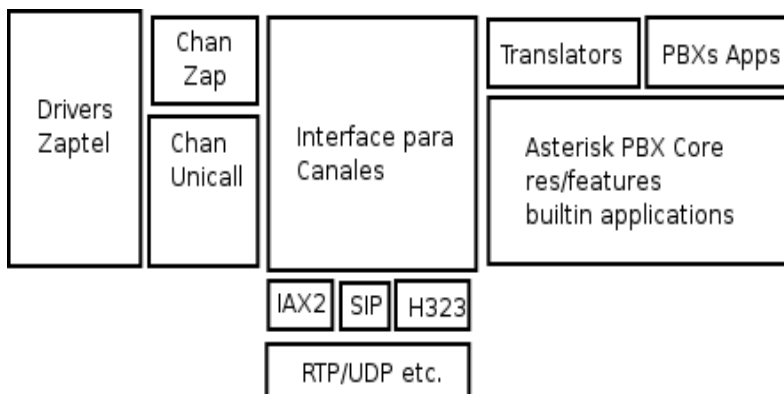 Drivers
Zaptel
Chan
Zap
Chan
Unicall
Interface para
Canales
Translators
PBXs Apps
Asterisk PBX Core
res/features
builtin applications
IAX2
SIP
H323
RTP/UDP etc.